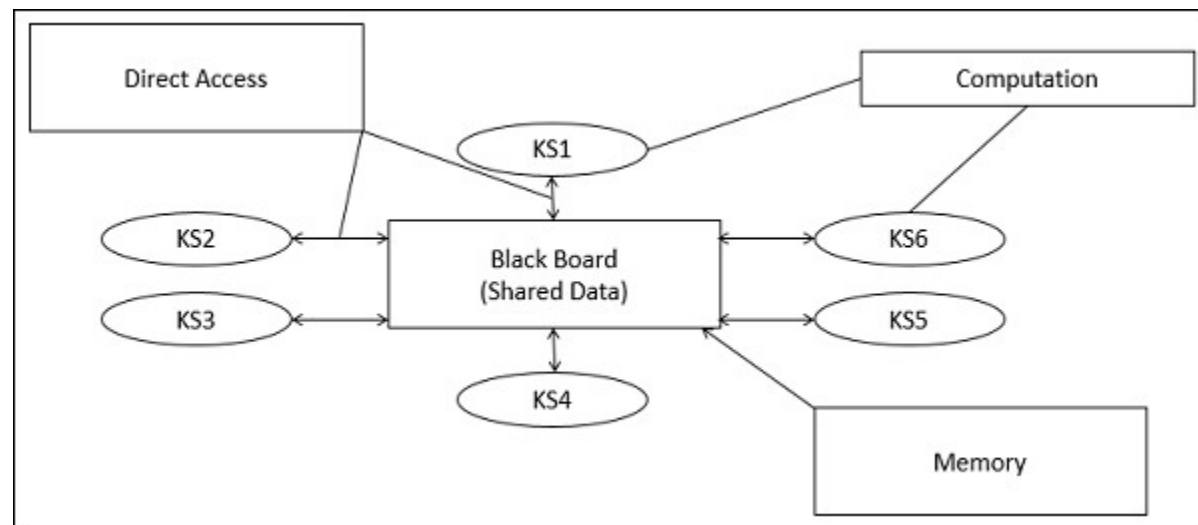 Direct Access
Computation
KS1
KS2
KS6
Black Board
(Shared Data)
KS3
KS5
KS4
Memory